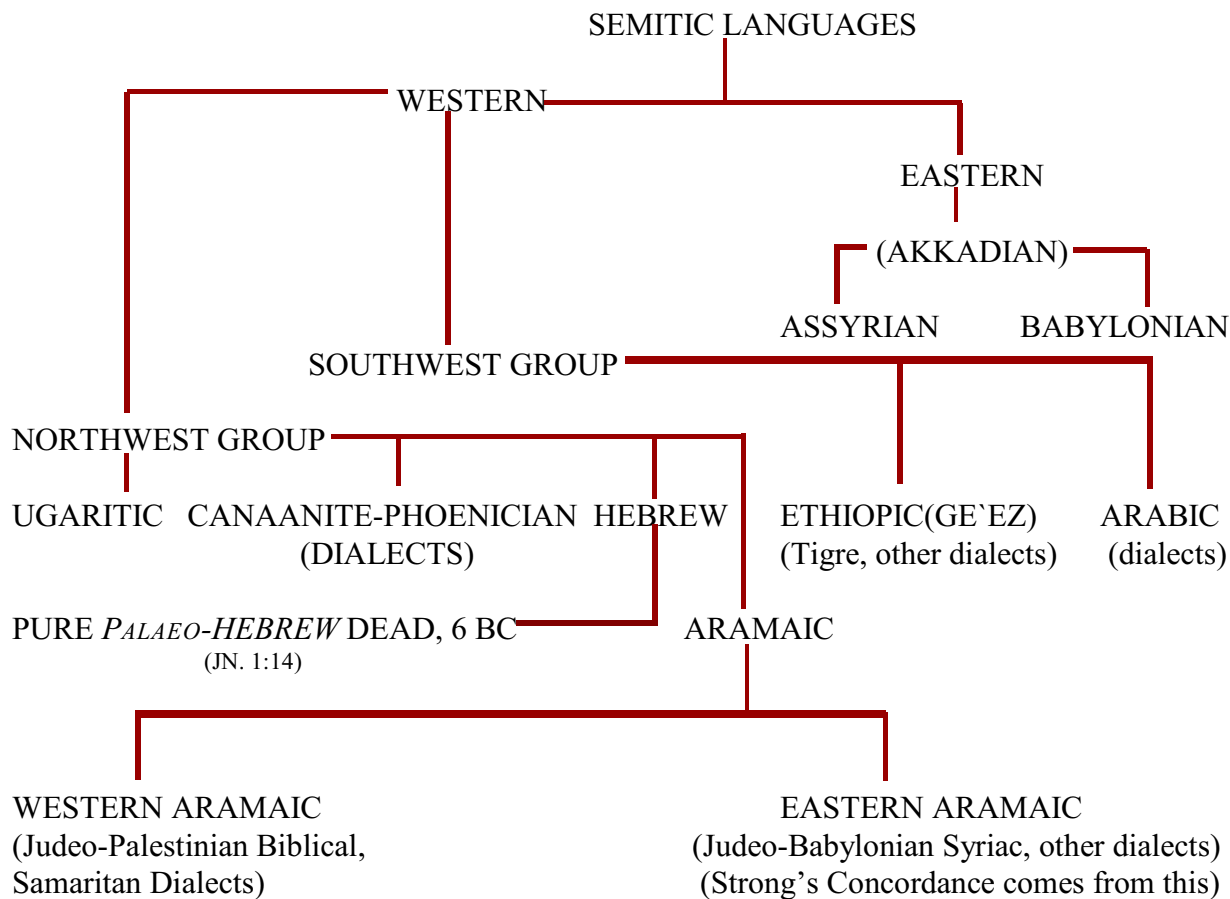 SEMITIC LANGUAGES
WESTERN
EASTERN
(AKKADIAN)
ASSYRIAN
BABYLONIAN
SOUTHWEST GROUP
NORTHWEST GROUP
UGARITIC
CANAANITE-PHOENICIAN
(DIALECTS)
HEBREW
ETHIOPIC(GE`EZ)
(Tigre, other dialects)
ARABIC
(dialects)
PURE PALAEO-HEBREW DEAD, 6 BC
(JN. 1:14)
ARAMAIC
WESTERN ARAMAIC
(Judeo-Palestinian Biblical,
Samaritan Dialects)
EASTERN ARAMAIC
(Judeo-Babylonian Syriac, other dialects)
(Strong’s Concordance comes from this)